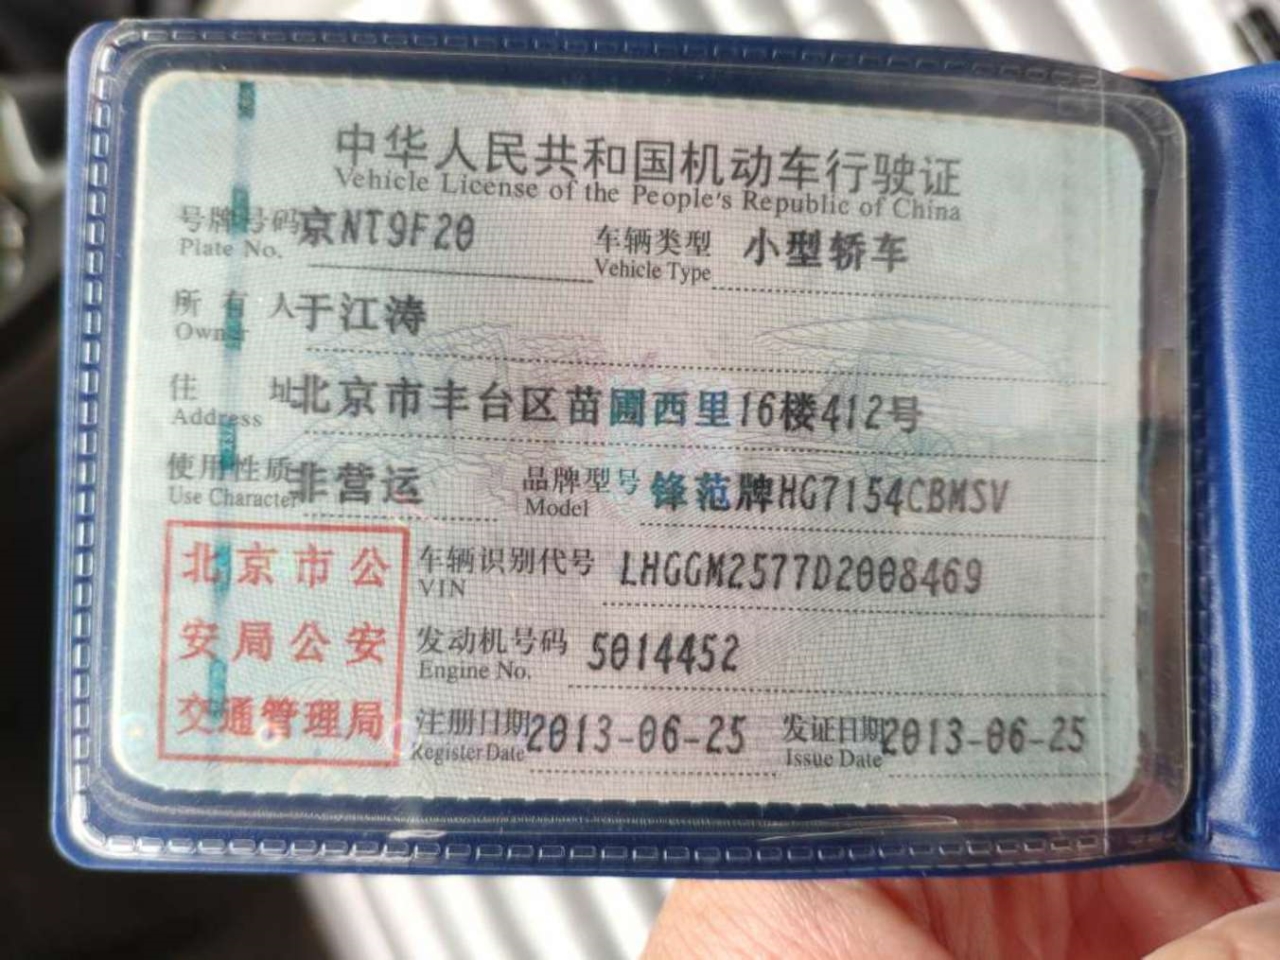 中华人民共和国机动车行驶证
Vehicle License of the People's Republic of China
号牌号码 京NT9F20 车辆类型 小型轿车
Plate No. Vehicle Type
所有人 于江涛
Owner
住址 北京市丰台区苗圃西里16楼412号
Address
使用性质 非营运 品牌型号 锋范牌HG7154CBMSV
Use Character Model
北京市公
安局公安
交通管理局
车辆识别代号 LHGGM2577D2008469
VIN
发动机号码 5014452
Engine No.
注册日期 2013-06-25 发证日期 2013-06-25
Register Date Issue Date